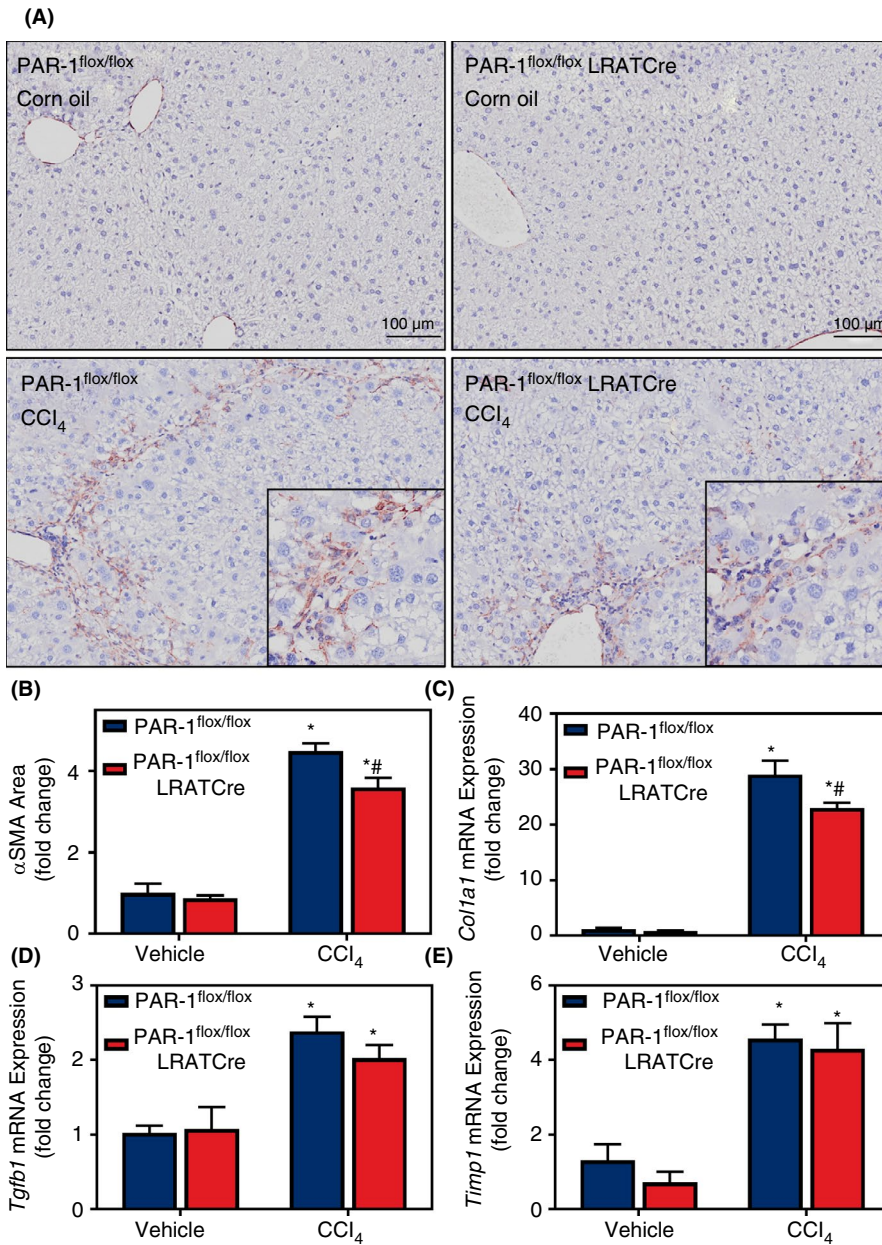 (A)
PAR-1flox/flox
Corn oil
100 µm
PAR-1flox/flox LRATCre
Corn oil
100 µm
PAR-1flox/flox
CCl4
PAR-1flox/flox LRATCre
CCl4
(B)
αSMA Area
(fold change)
PAR-1flox/flox
PAR-1flox/flox
LRATCre
*
*#
4
2
0
Vehicle
CCl4
(C)
Col1a1 mRNA Expression
(fold change)
PAR-1flox/flox
PAR-1flox/flox
LRATCre
*
*#
40
30
20
10
0
Vehicle
CCl4
(D)
Tgfb1 mRNA Expression
(fold change)
PAR-1flox/flox
PAR-1flox/flox
LRATCre
*
*
3
2
1
0
Vehicle
CCl4
(E)
Timp1 mRNA Expression
(fold change)
PAR-1flox/flox
PAR-1flox/flox
LRATCre
*
*
6
4
2
0
Vehicle
CCl4